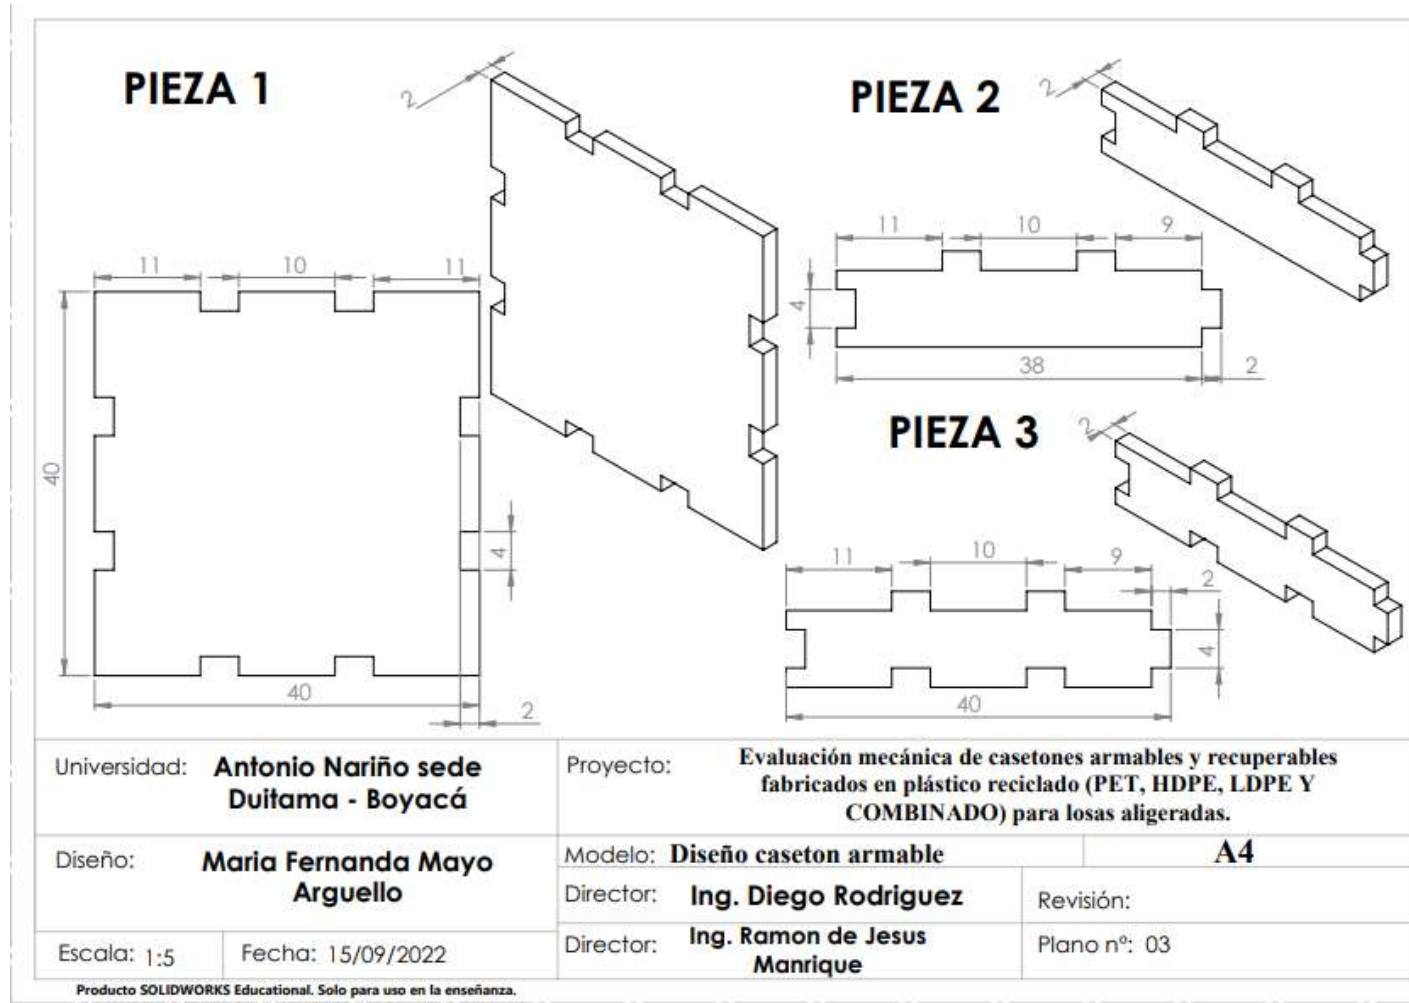 PIEZA 1
2
11 10 11
40
4
40
2
PIEZA 2
2
11 10 9
4
38 2
PIEZA 3
2
11 10 9
2
4
40
Universidad: Antonio Nariño sede
Duitama - Boyacá
Proyecto: Evaluación mecánica de casetones armables y recuperables
fabricados en plástico reciclado (PET, HDPE, LDPE Y
COMBINADO) para losas aligeradas.
Diseño: Maria Fernanda Mayo
Arguello
Modelo: Diseño caseton armable A4
Director: Ing. Diego Rodriguez
Revisión:
Escala: 1:5 Fecha: 15/09/2022
Director: Ing. Ramon de Jesus
Manrique
Plano nº: 03
Producto SOLIDWORKS Educational. Solo para uso en la enseñanza.